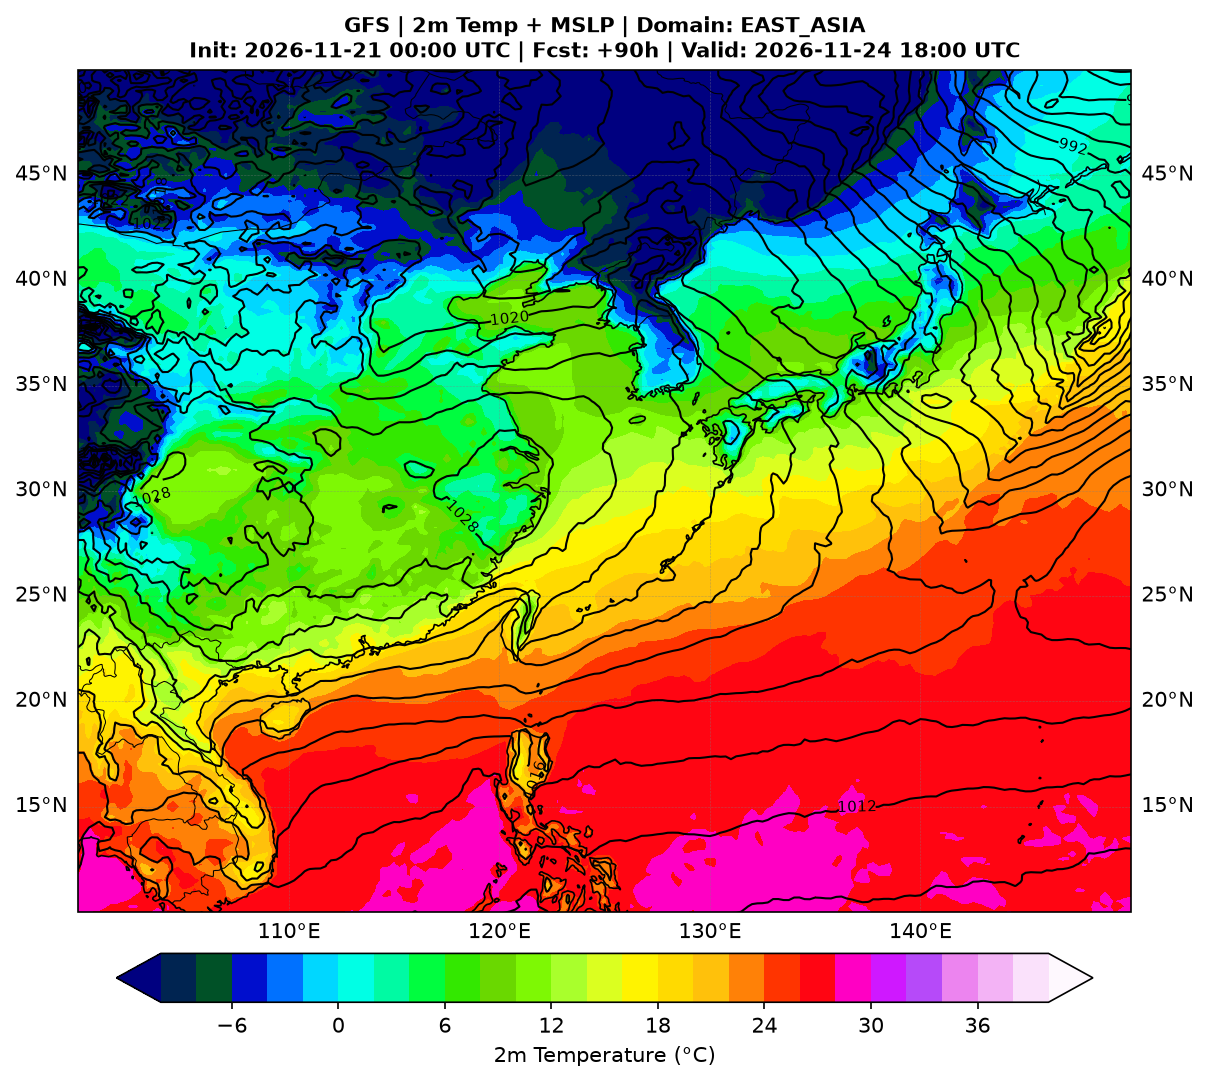 GFS | 2m Temp + MSLP | Domain: EAST_ASIA
Init: 2026-11-21 00:00 UTC | Fcst: +90h | Valid: 2026-11-24 18:00 UTC
992
45°N 45°N
40°N 40°N
1020
35°N 35°N
1028
30°N 30°N
1028
25°N 25°N
20°N 20°N
1012
15°N 15°N
110°E 120°E 130°E 140°E
−6 0 6 12 18 24 30 36
2m Temperature (°C)